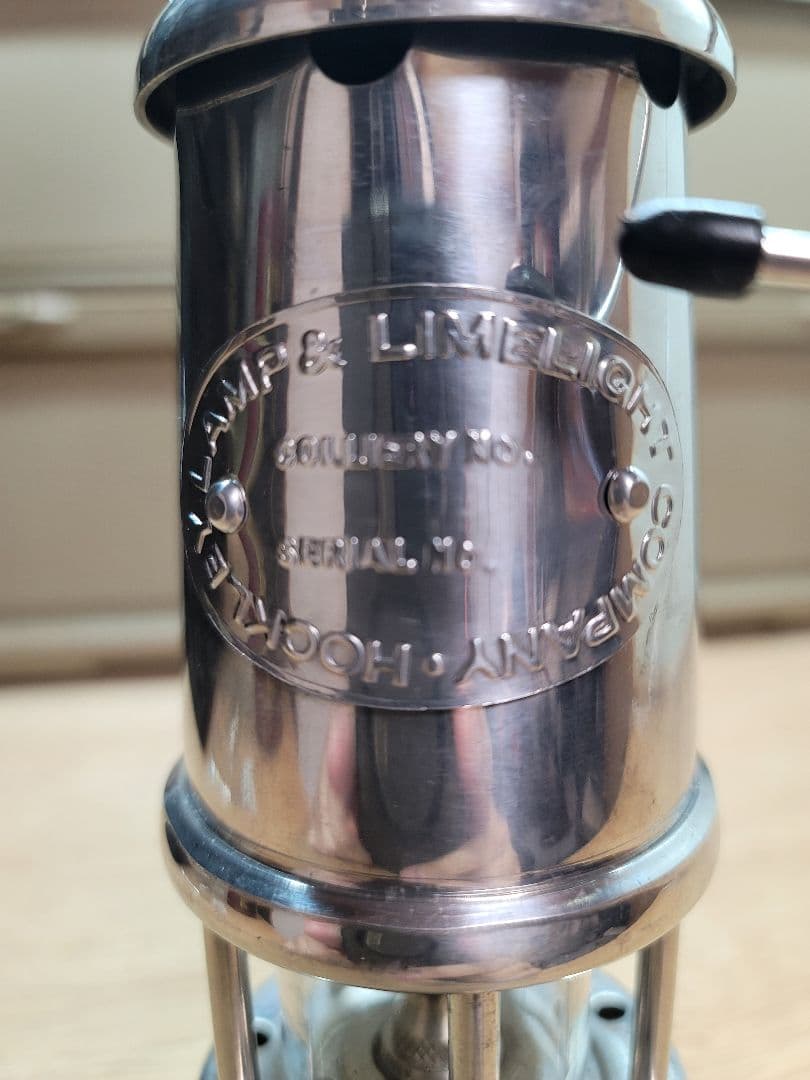 HOCKLEY LAMP & LIMELIGHT COMPANY •
COLLIERY NO.
SERIAL No.